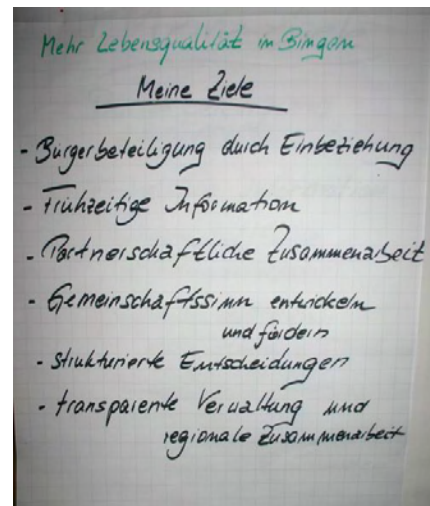 Mehr Lebensqualität in Bingen
Meine Ziele
- Bürgerbeteiligung durch Einbeziehung
- Frühzeitige Information
- Partnerschaftliche Zusammenarbeit
- Gemeinschaftssinn entwickeln
und fördern
- strukturierte Entscheidungen
- transparente Verwaltung und
regionale Zusammenarbeit